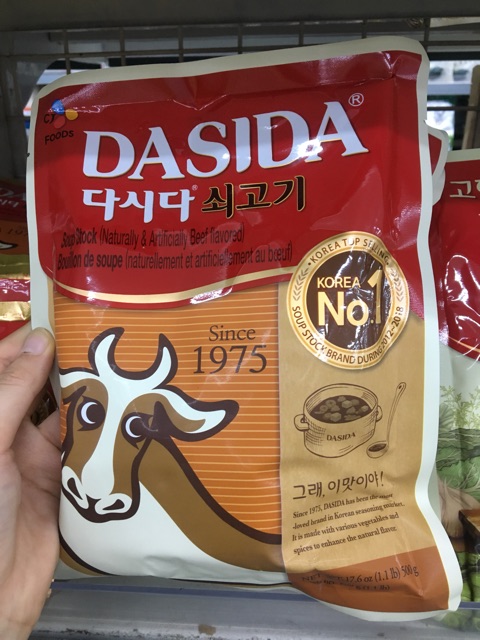 CJ
FOODS
DASIDA®
다시다® 쇠고기
Soup Stock (Naturally & Artificially Beef flavored)
Bouillon de soupe (naturellement et artificiellement au bœuf)
KOREA TOP SELLING
KOREA
No.1
SOUP STOCK BRAND DURING 2012~2018
Since
1975
DASIDA
그래, 이맛이야!
Since 1975, DASIDA has been the most
-loved brand in Korean seasoning
It is made with various vegetables and
spices to enhance the natural flavor.
17.6 oz (1.1 lb) 500 g